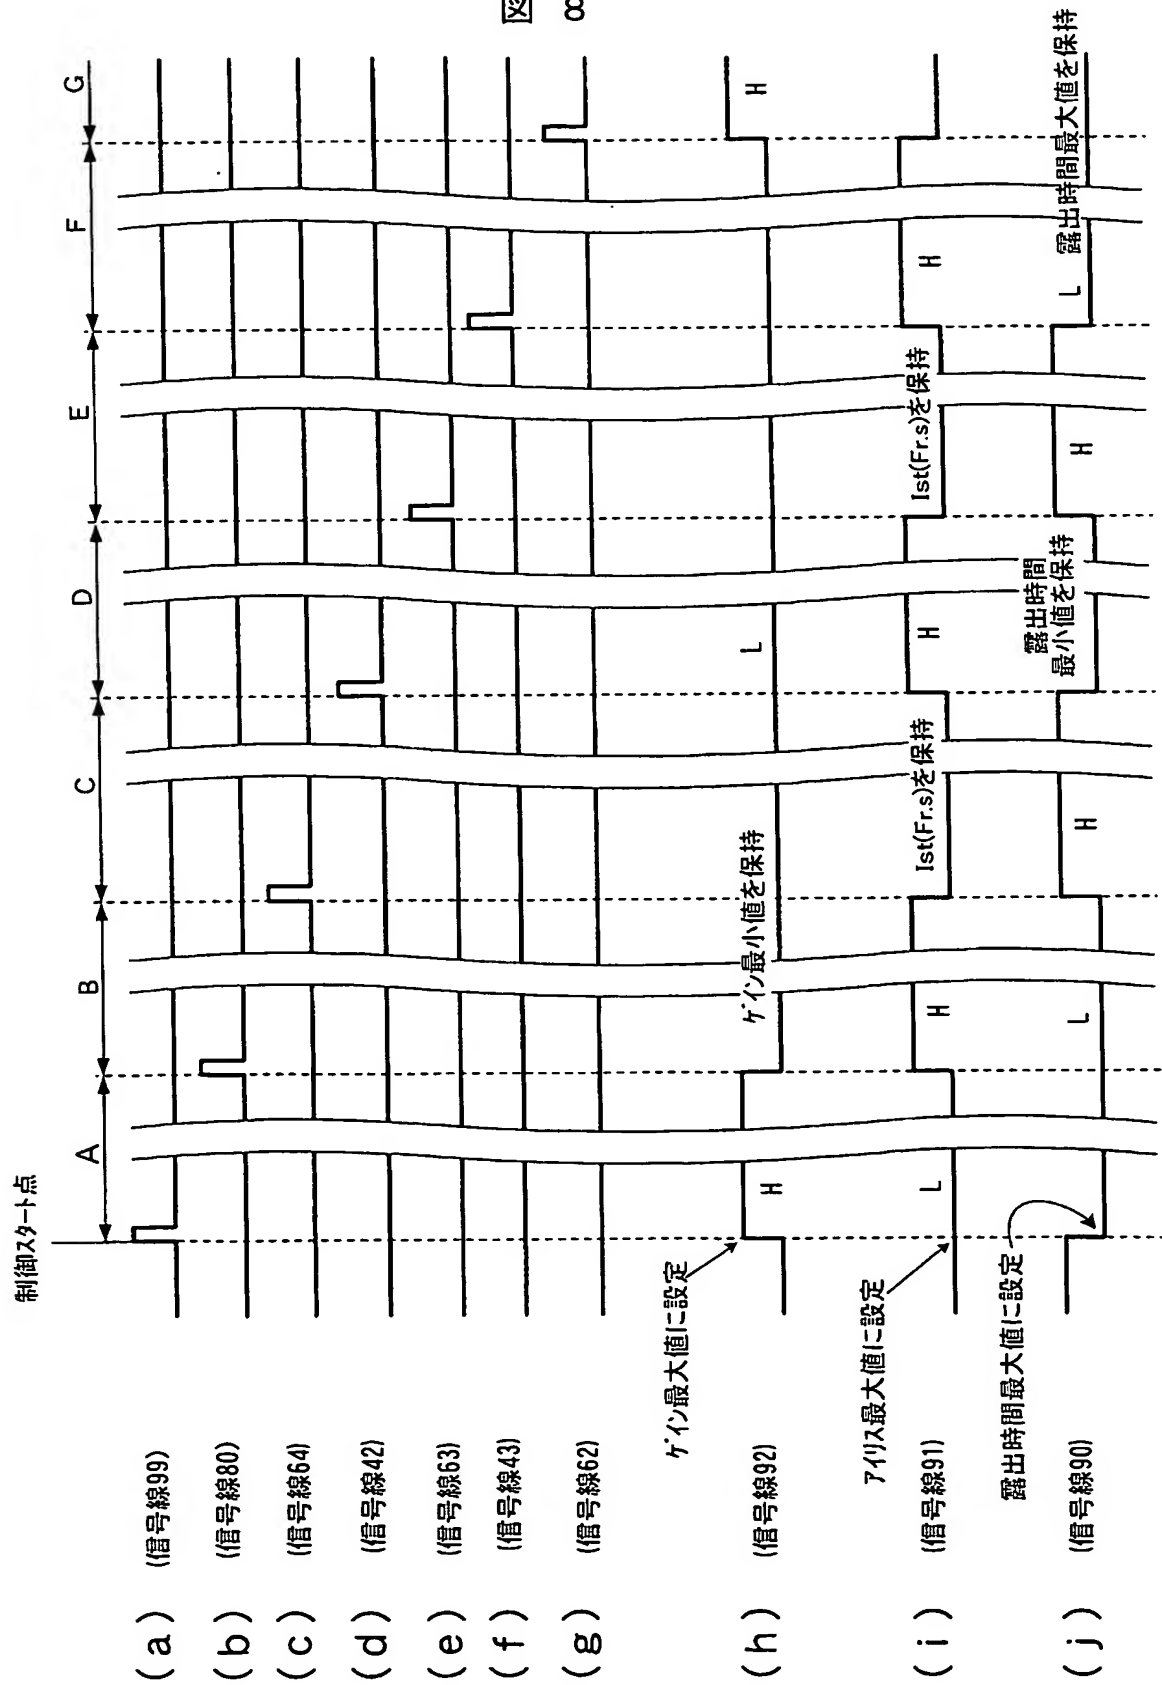 図 8
制御スタート点
A
B
C
D
E
F
G
(a) (信号線99)
(b) (信号線80)
(c) (信号線64)
(d) (信号線42)
(e) (信号線63)
(f) (信号線43)
(g) (信号線62)
(h) (信号線92)
ゲイン最大値に設定
H
ゲイン最小値を保持
L
H
(i) (信号線91)
アイリス最大値に設定
L
H
Ist(Fr.s)を保持
H
Ist(Fr.s)を保持
H
(j) (信号線90)
露出時間最大値に設定
L
H
露出時間
最小値を保持
H
L
露出時間最大値を保持